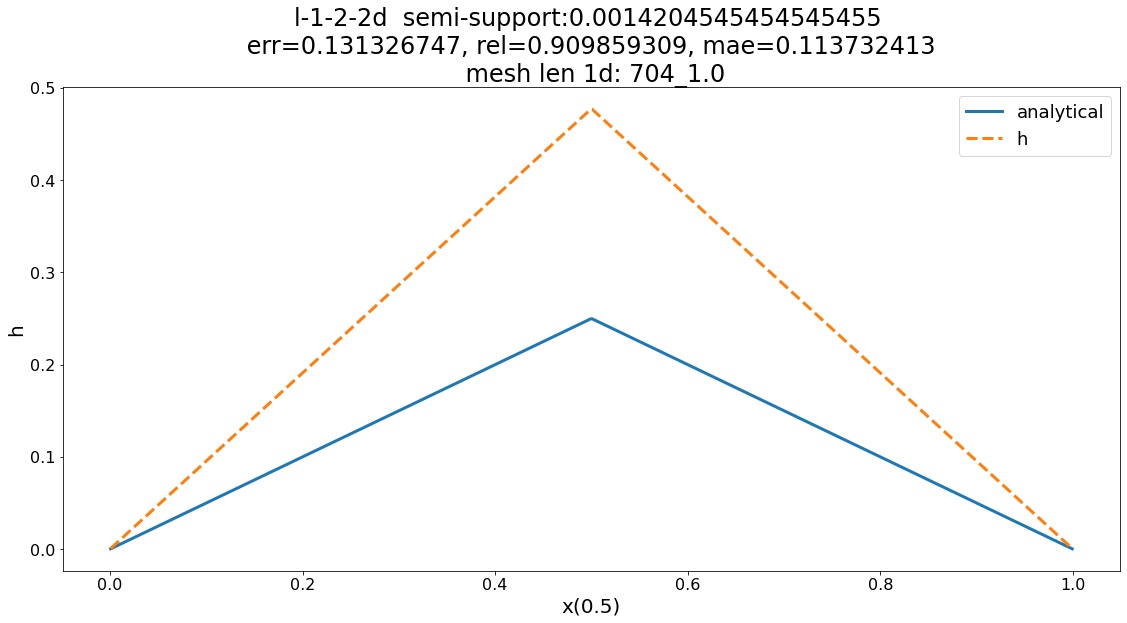 l-1-2-2d  semi-support:0.0014204545454545455
err=0.131326747, rel=0.909859309, mae=0.113732413
mesh len 1d: 704_1.0
analytical
h
0.5
0.4
0.3
0.2
0.1
0.0
h
0.0 0.2 0.4 0.6 0.8 1.0
x(0.5)